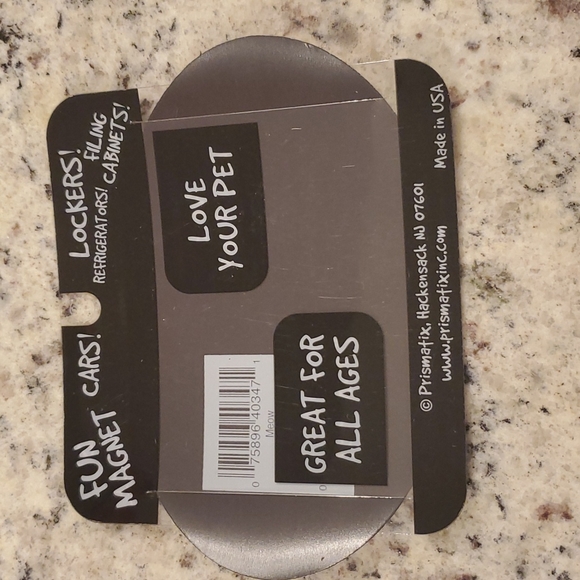 FUN
MAGNET
CARS!
LOCKERS!
REFRIGERATORS!
FILING
CABINETS!
LOVE
YOUR PET
GREAT FOR
ALL AGES
0 75896 40347 1
Meow
0
© Prismatix, Hackensack NJ 07601
Made in USA
www.prismatixinc.com